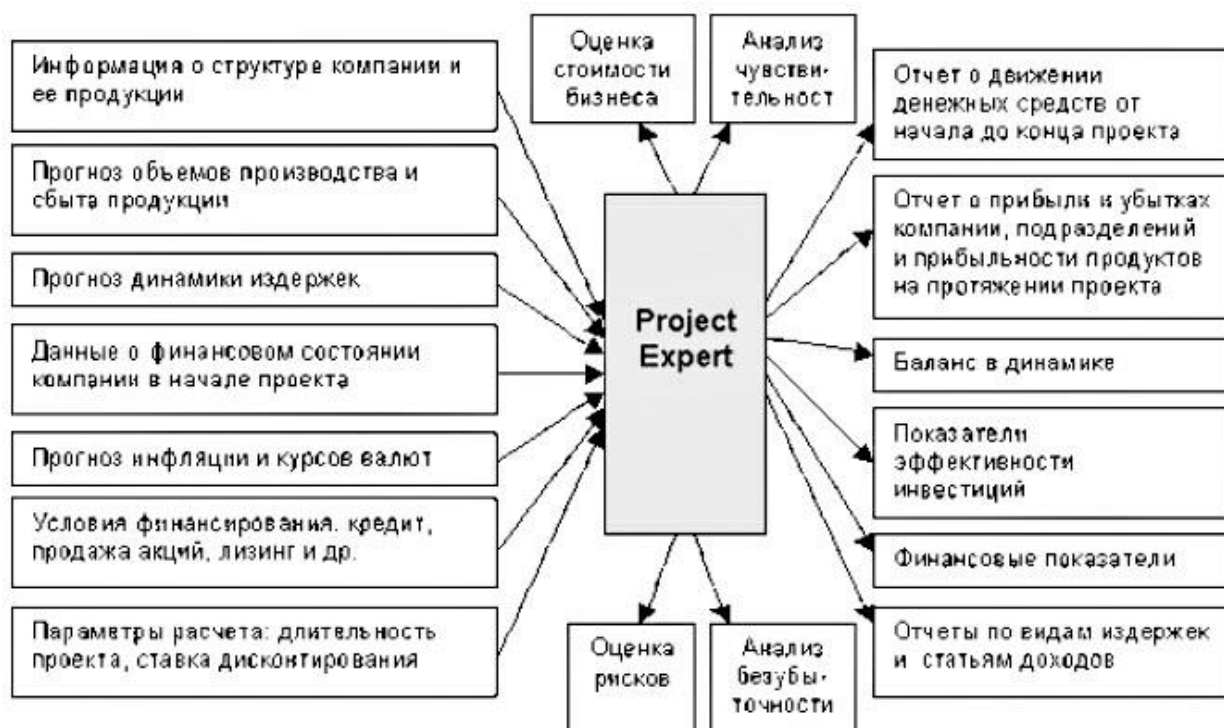 Информация о структуре компании и
ее продукции
Прогноз объемов производства и
сбыта продукции
Прогноз динамики издержек
Данные о финансовом состоянии
компании в начале проекта
Прогноз инфляции и курсов валют
Условия финансирования. кредит,
продажа акций, лизинг и др.
Параметры расчета: длительность
проекта, ставка дисконтирования
Оценка
стоимости
бизнеса
Анализ
чувстви-
тельност
Project
Expert
Оценка
рисков
Анализ
безубы-
точности
Отчет о движении
денежных средств от
начала до конца проекта
Отчет о прибыли и убытках
компании, подразделений
и прибыльности продуктов
на протяжении проекта
Баланс в динамике
Показатели
эффективности
инвестиций
Финансовые показатели
Отчеты по видам издержек
и статьям доходов